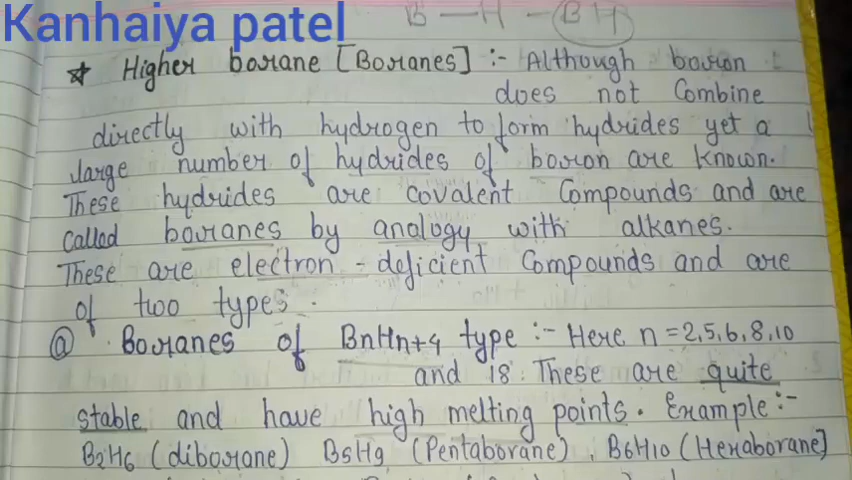 Kanhaiya patel
B — H — BH
☆ Higher borane [Boranes] :- Although boron
does not Combine
directly with hydrogen to form hydrides yet a
large number of hydrides of boron are known.
These hydrides are covalent Compounds and are
called boranes by analogy with alkanes.
These are electron - deficient Compounds and are
of two types.
ⓐ Boranes of BnHn+4 type :- Here n = 2,5,6,8,10
and 18. These are quite
stable and have high melting points. Example :-
B2H6 (diborane) B5H9 (Pentaborane), B6H10 (Hexaborane]